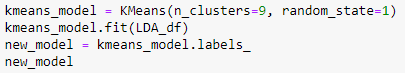 kmeans_model = KMeans(n_clusters=9, random_state=1)
kmeans_model.fit(LDA_df)
new_model = kmeans_model.labels_
new_model